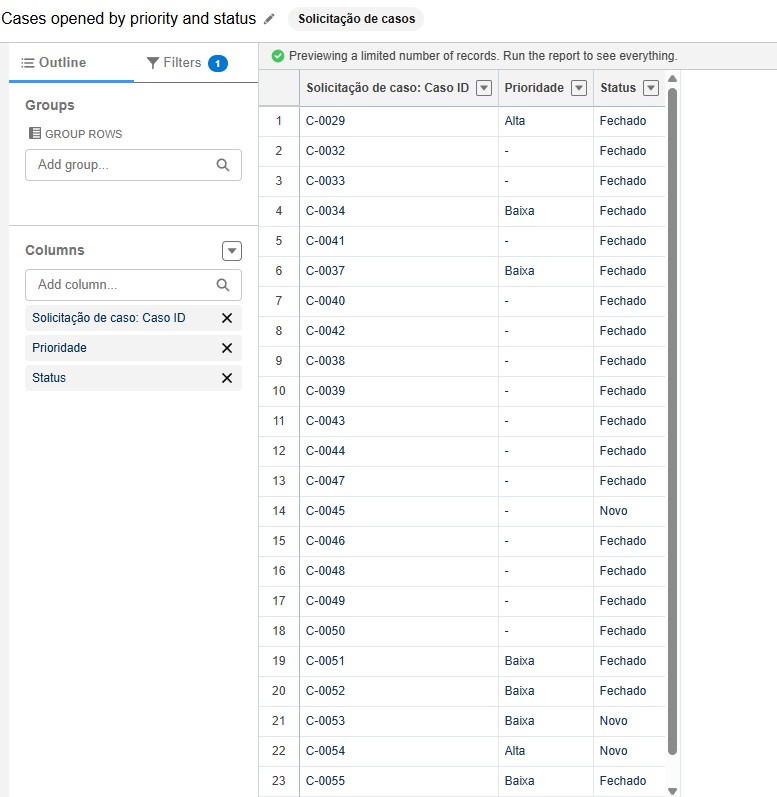 Cases opened by priority and status Solicitação de casos
Outline Filters 1
Previewing a limited number of records. Run the report to see everything.
Groups
GROUP ROWS
Add group...
Columns
Add column...
Solicitação de caso: Caso ID
Prioridade
Status
Solicitação de caso: Caso ID Prioridade Status
1 C-0029 Alta Fechado
2 C-0032 - Fechado
3 C-0033 - Fechado
4 C-0034 Baixa Fechado
5 C-0041 - Fechado
6 C-0037 Baixa Fechado
7 C-0040 - Fechado
8 C-0042 - Fechado
9 C-0038 - Fechado
10 C-0039 - Fechado
11 C-0043 - Fechado
12 C-0044 - Fechado
13 C-0047 - Fechado
14 C-0045 - Novo
15 C-0046 - Fechado
16 C-0048 - Fechado
17 C-0049 - Fechado
18 C-0050 - Fechado
19 C-0051 Baixa Fechado
20 C-0052 Baixa Fechado
21 C-0053 Baixa Novo
22 C-0054 Alta Novo
23 C-0055 Baixa Fechado